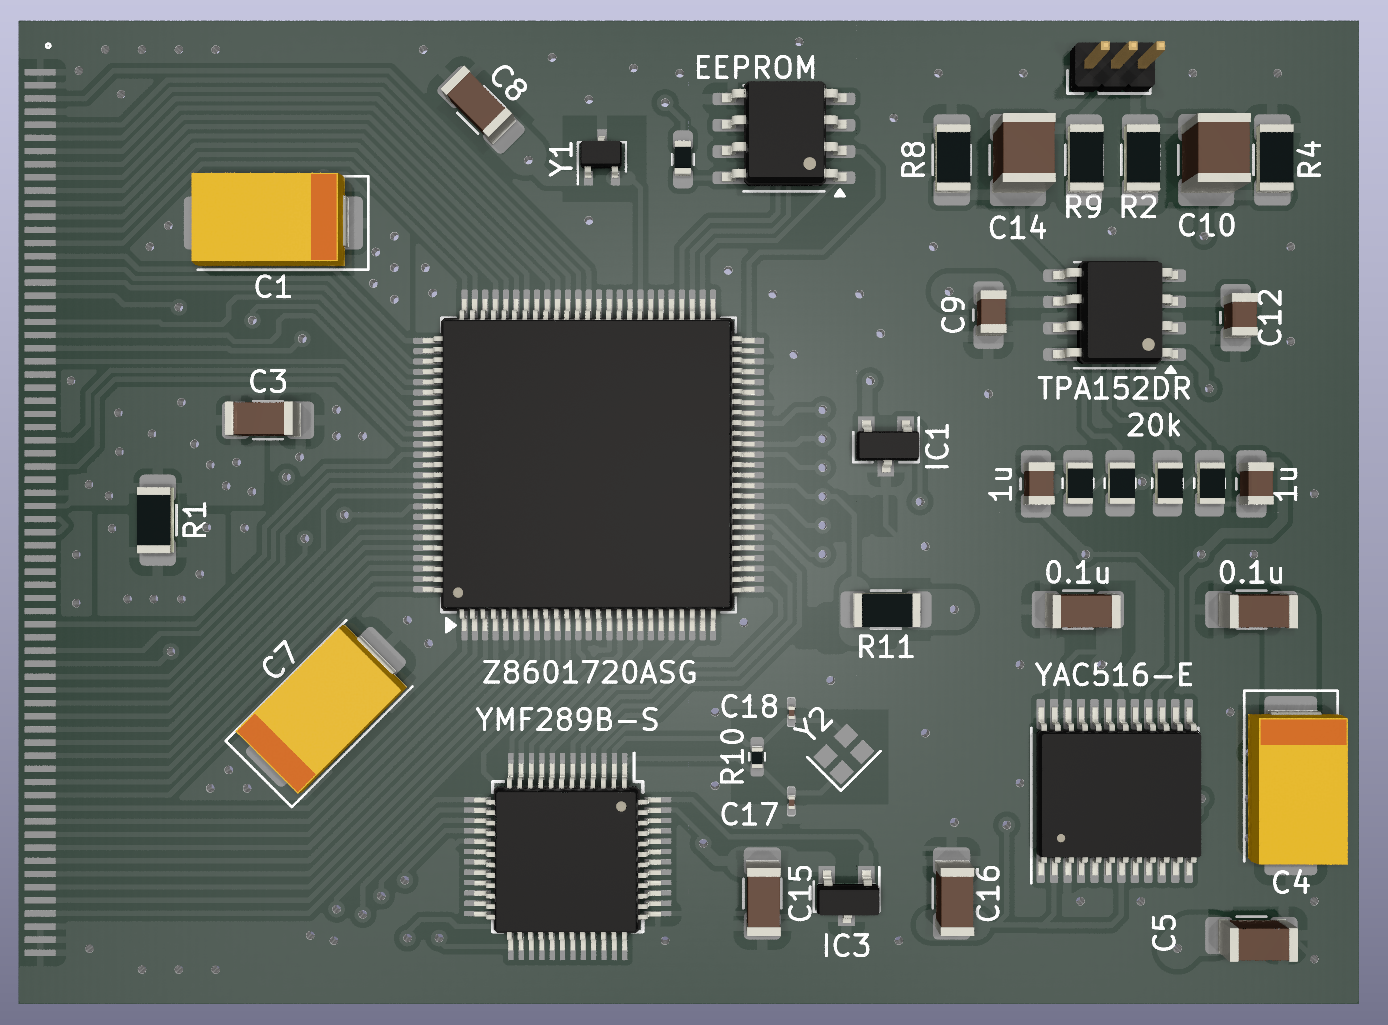 EEPROM
C8
Y1
R8
R4
R9
R2
C14
C10
C1
C9
C12
C3
TPA152DR
20k
IC1
1u
1u
R1
0.1u
0.1u
R11
C7
Z8601720ASG
YAC516-E
C18
YMF289B-S
Y2
R10
C17
C4
C15
C16
IC3
C5